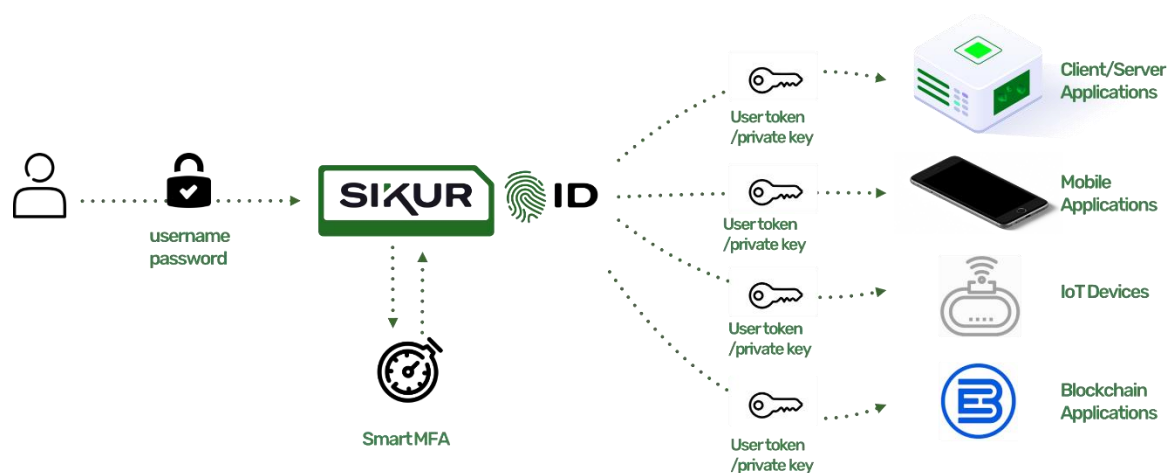 username
password
SIKUR ID
Smart MFA
User token
/private key
Client/Server
Applications
User token
/private key
Mobile
Applications
User token
/private key
IoT Devices
User token
/private key
Blockchain
Applications